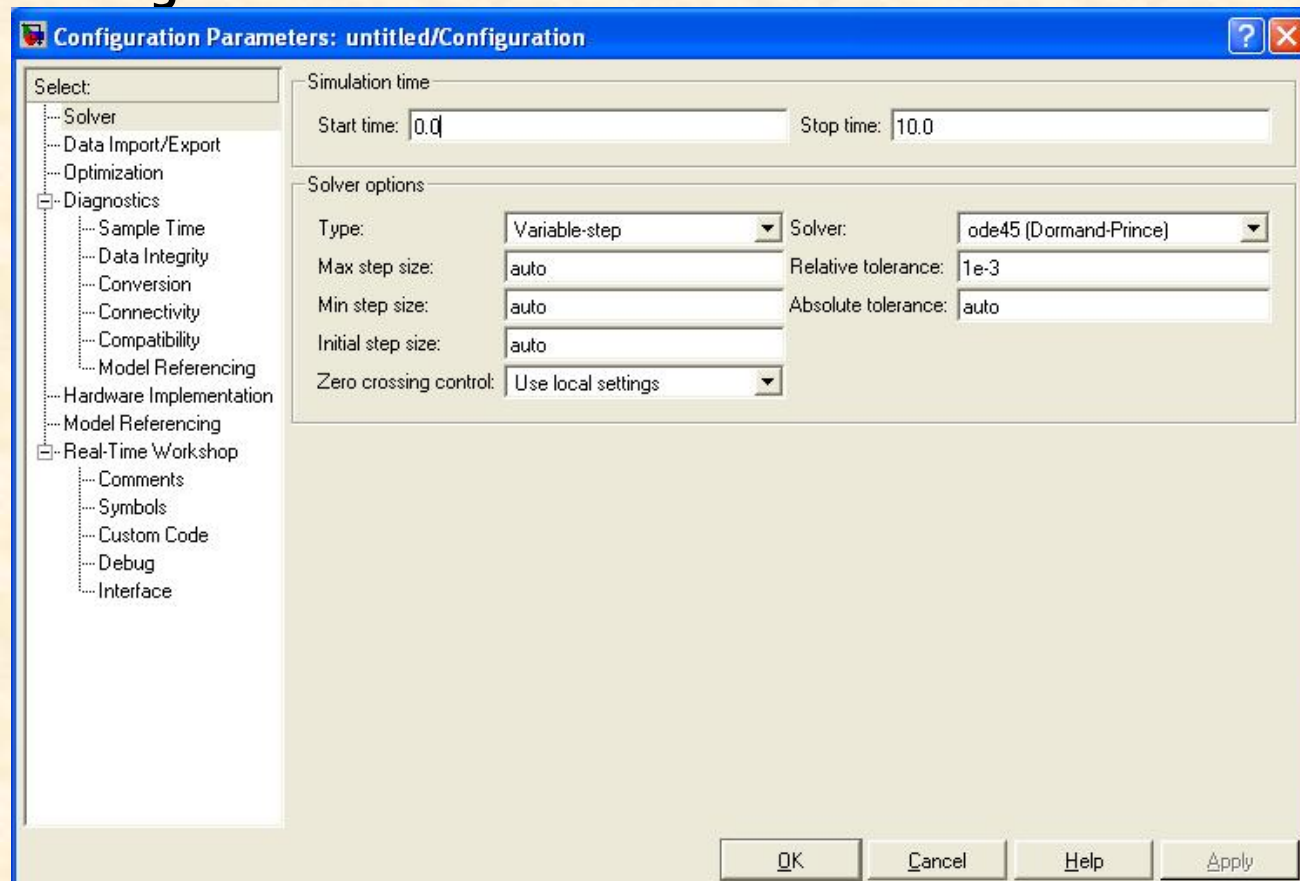 Configuration Parameters: untitled/Configuration
Select:
Solver
Data Import/Export
Optimization
Diagnostics
Sample Time
Data Integrity
Conversion
Connectivity
Compatibility
Model Referencing
Hardware Implementation
Model Referencing
Real-Time Workshop
Comments
Symbols
Custom Code
Debug
Interface
Simulation time
Start time: 0.0 Stop time: 10.0
Solver options
Type: Variable-step Solver: ode45 (Dormand-Prince)
Max step size: auto Relative tolerance: 1e-3
Min step size: auto Absolute tolerance: auto
Initial step size: auto
Zero crossing control: Use local settings
OK Cancel Help Apply